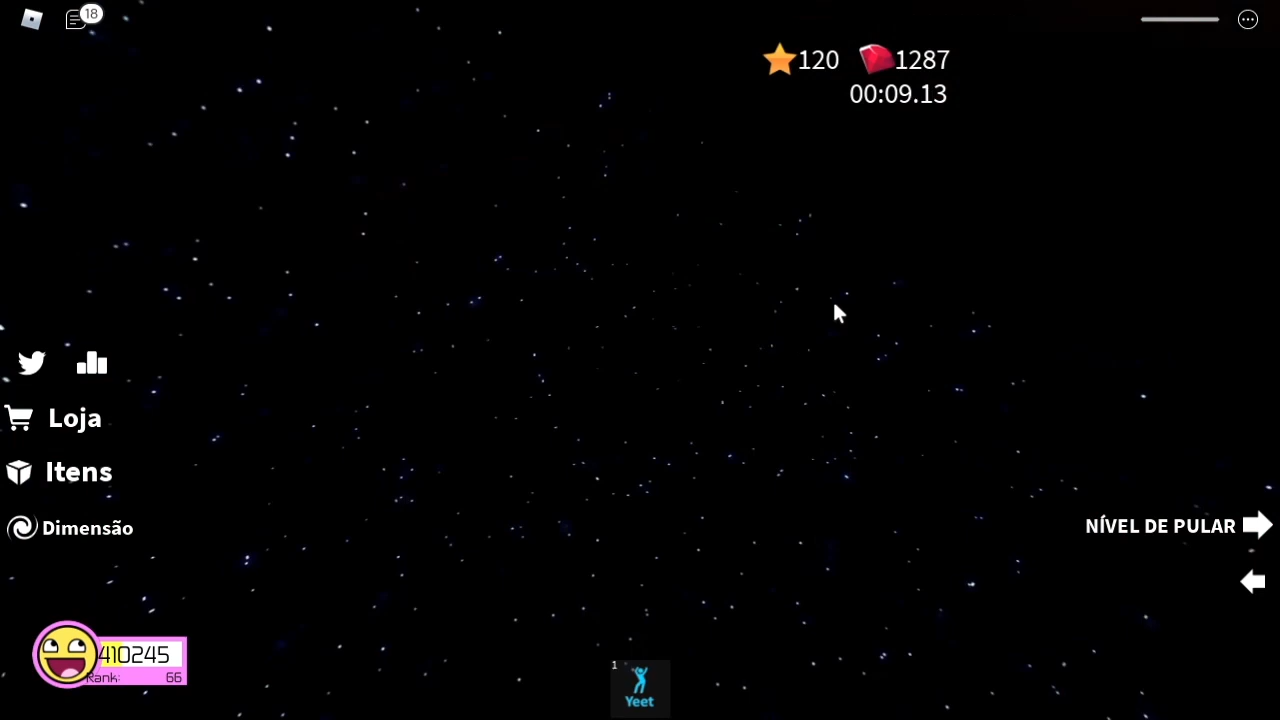 18
120 1287
00:09.13
Loja
Itens
Dimensão
NÍVEL DE PULAR
410245
Rank: 66
1
Yeet